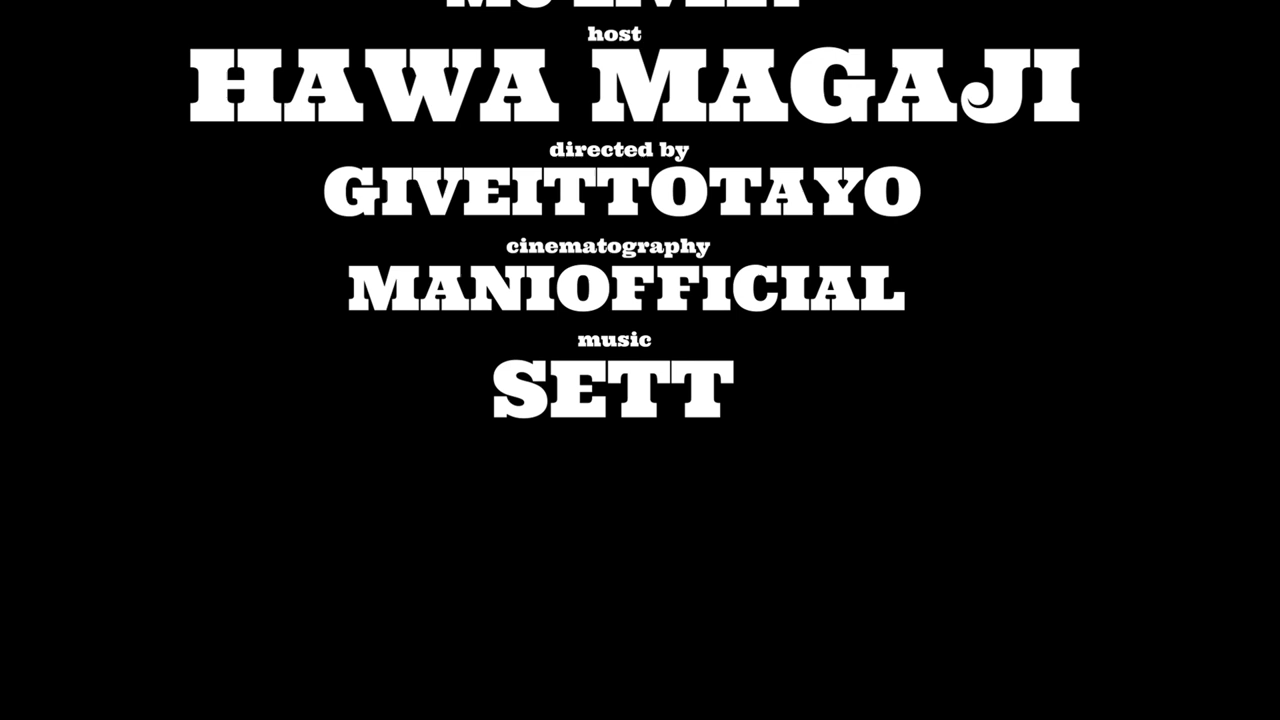 host
HAWA MAGAJI
directed by
GIVEITTOTAYO
cinematography
MANIOFFICIAL
music
SETT